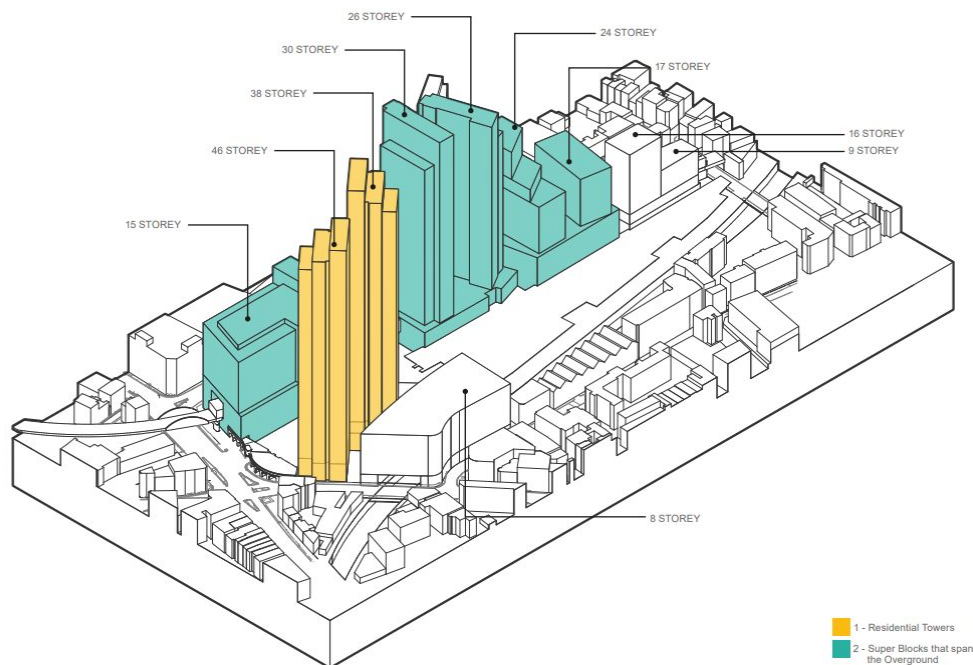 26 STOREY
24 STOREY
30 STOREY
17 STOREY
38 STOREY
16 STOREY
46 STOREY
9 STOREY
15 STOREY
8 STOREY
1 - Residential Towers
2 - Super Blocks that span
the Overground